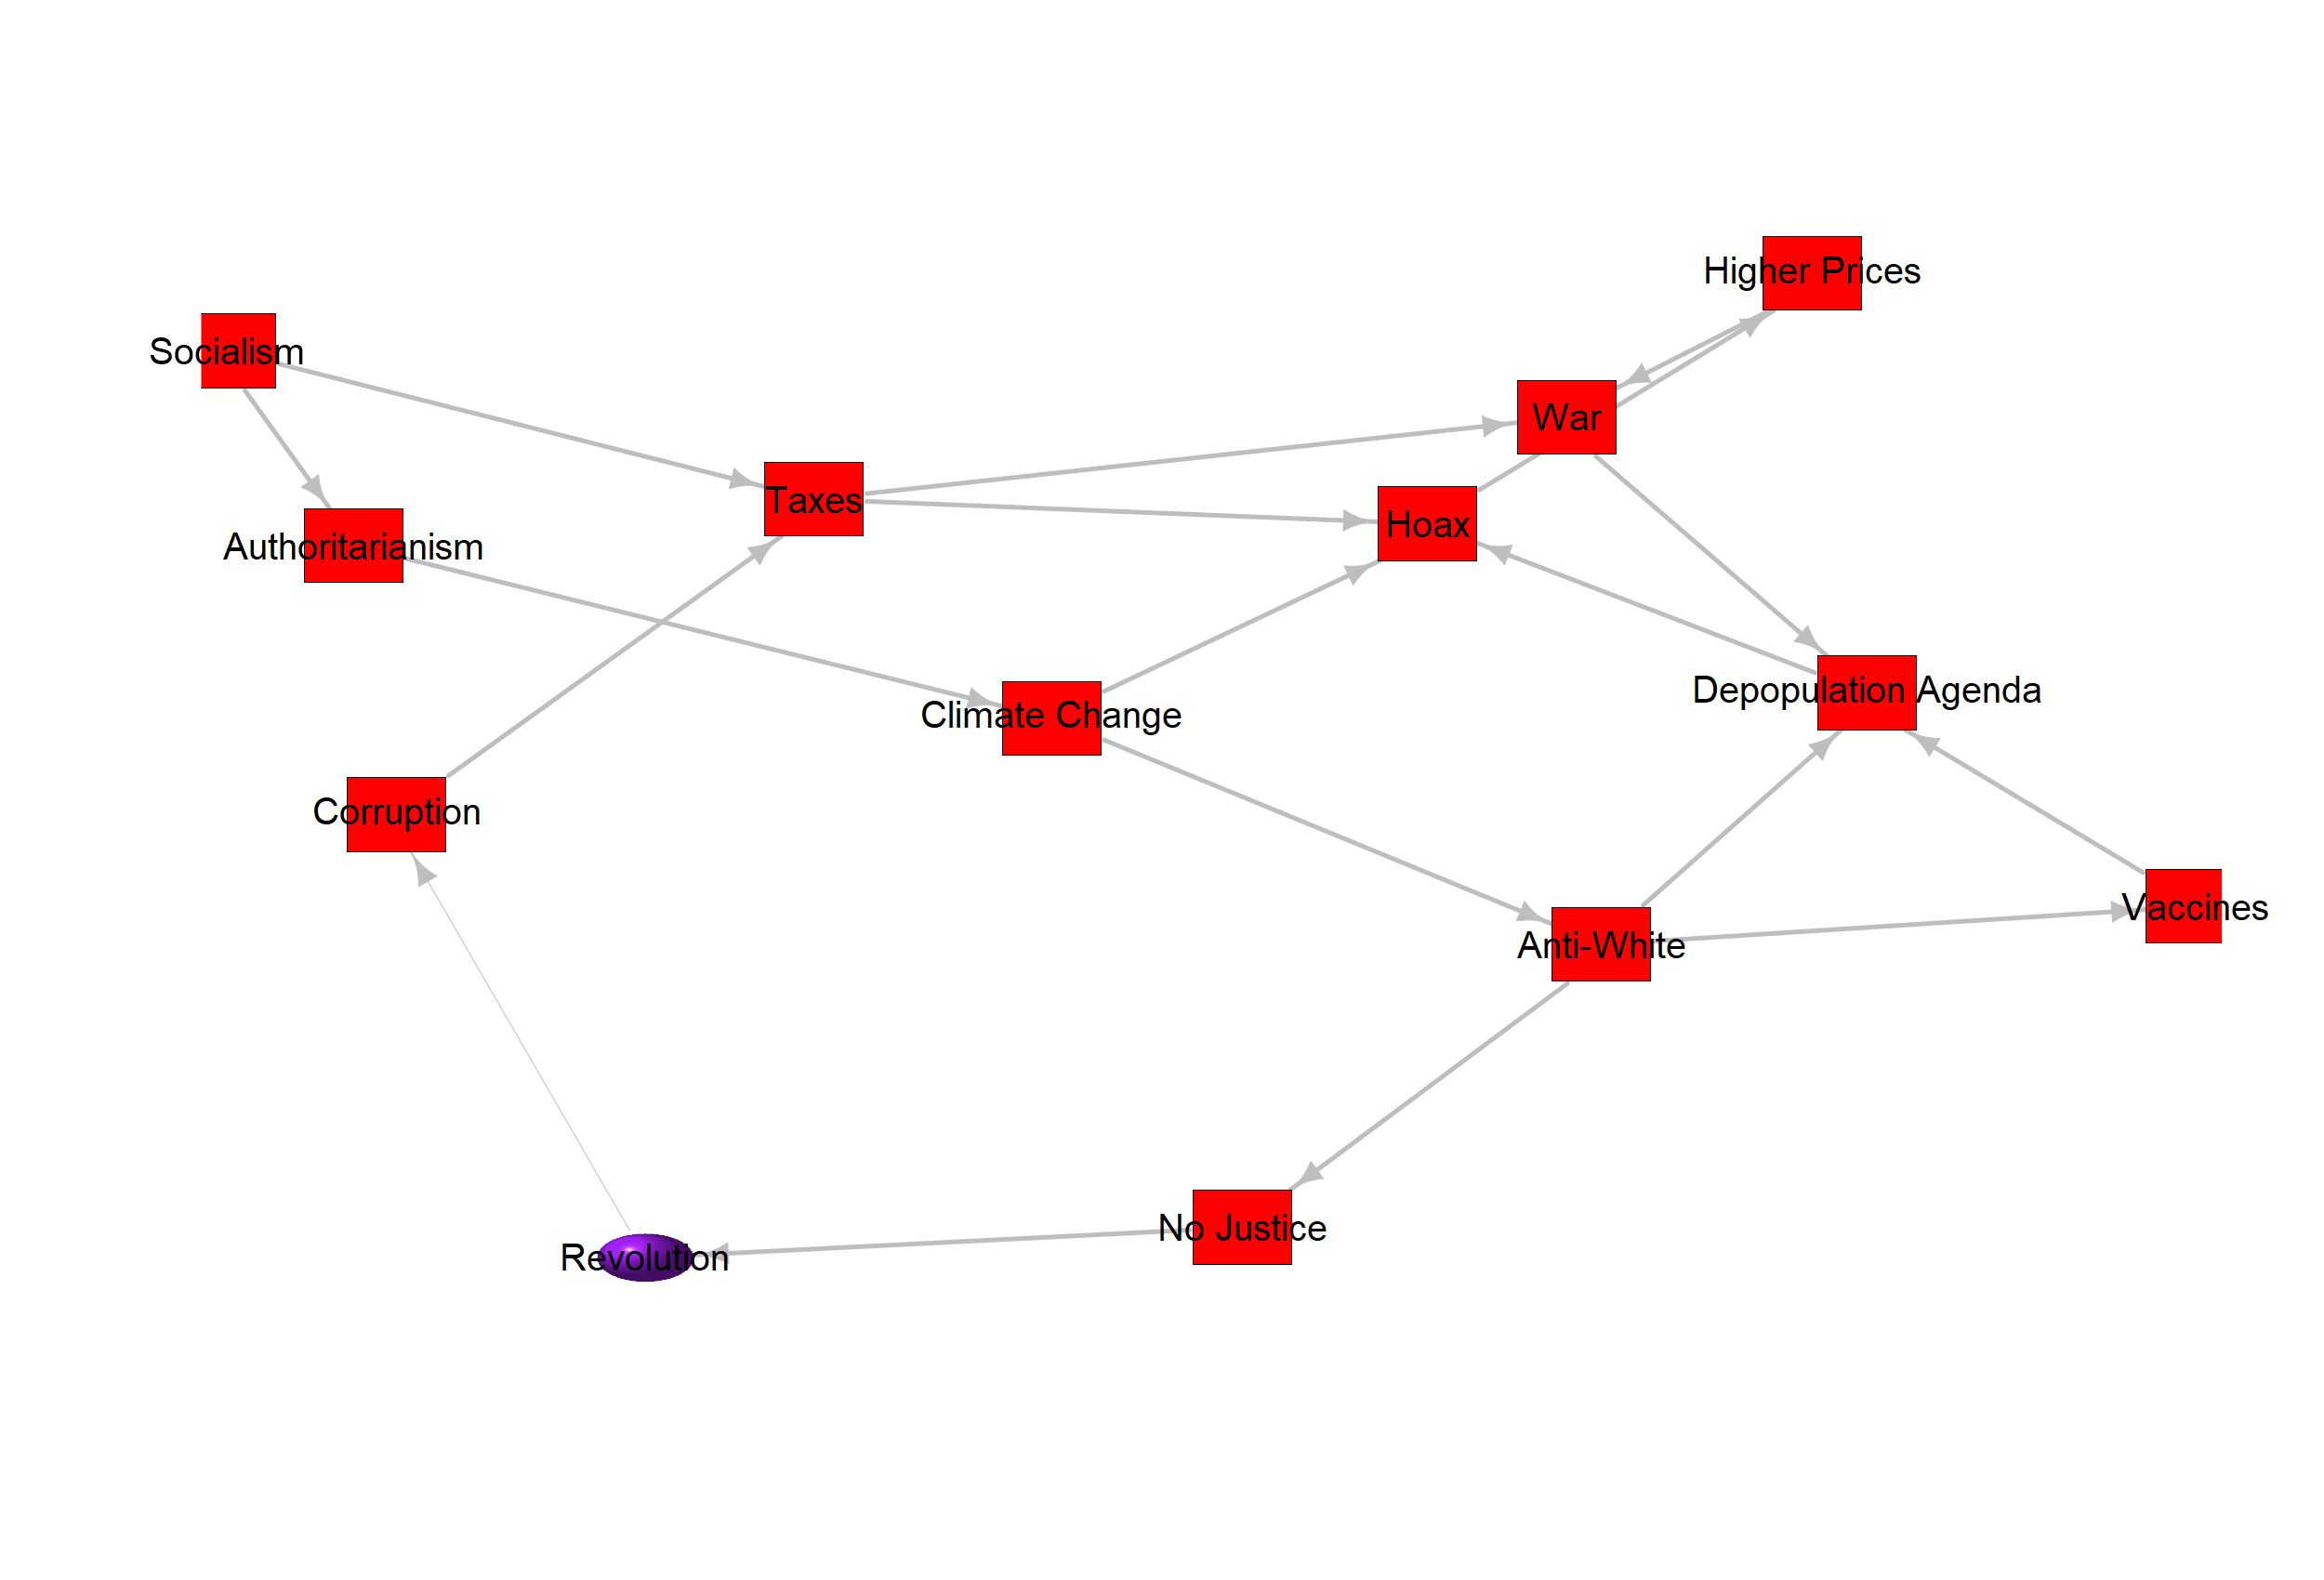 Higher Prices
Socialism
War
Taxes
Hoax
Authoritarianism
Depopulation Agenda
Climate Change
Corruption
Vaccines
Anti-White
No Justice
Revolution